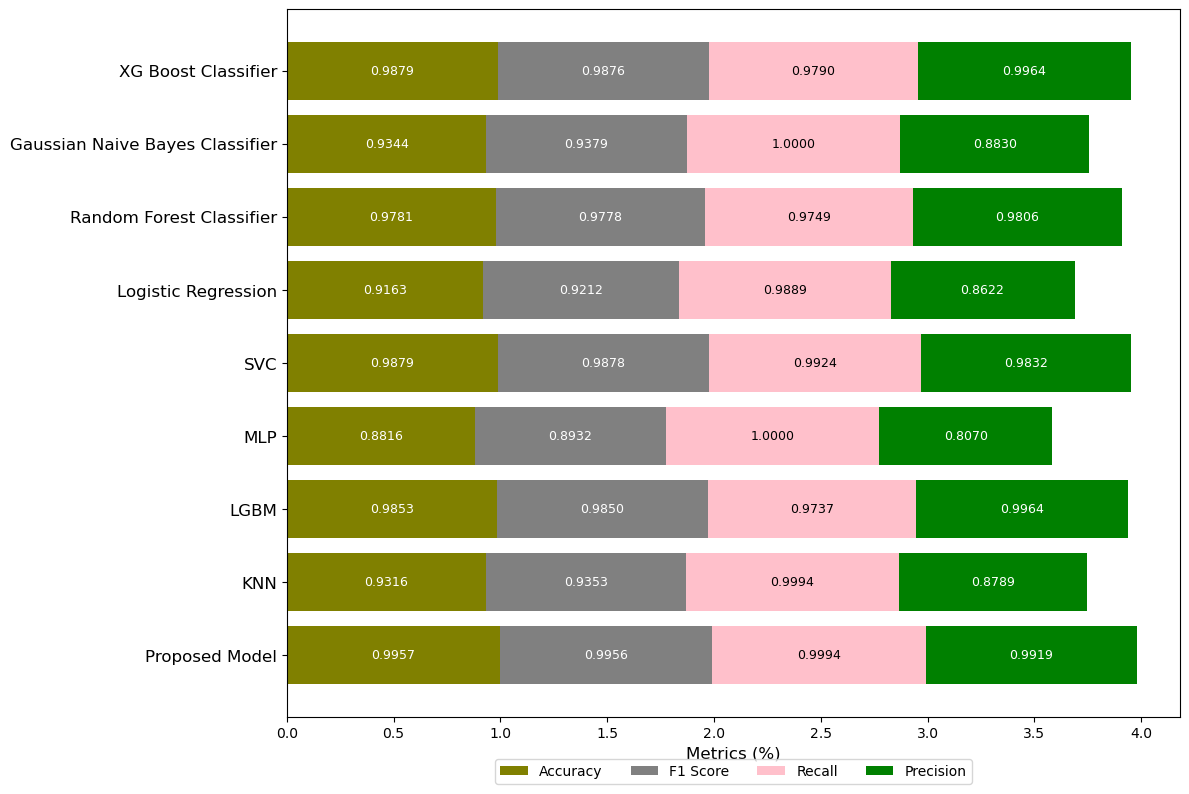 XG Boost Classifier 0.9879 0.9876 0.9790 0.9964
Gaussian Naive Bayes Classifier 0.9344 0.9379 1.0000 0.8830
Random Forest Classifier 0.9781 0.9778 0.9749 0.9806
Logistic Regression 0.9163 0.9212 0.9889 0.8622
SVC 0.9879 0.9878 0.9924 0.9832
MLP 0.8816 0.8932 1.0000 0.8070
LGBM 0.9853 0.9850 0.9737 0.9964
KNN 0.9316 0.9353 0.9994 0.8789
Proposed Model 0.9957 0.9956 0.9994 0.9919
0.0 0.5 1.0 1.5 2.0 2.5 3.0 3.5 4.0
Metrics (%)
Accuracy F1 Score Recall Precision